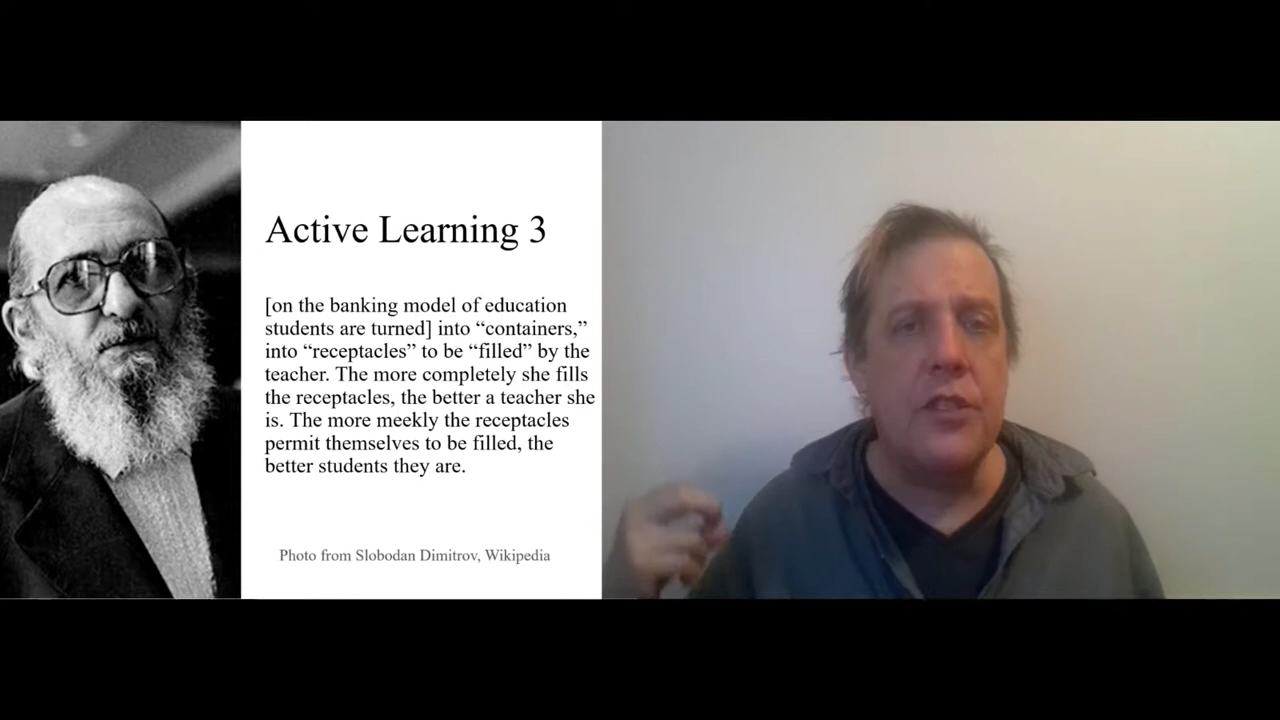 Active Learning 3
[on the banking model of education
students are turned] into “containers,”
into “receptacles” to be “filled” by the
teacher. The more completely she fills
the receptacles, the better a teacher she
is. The more meekly the receptacles
permit themselves to be filled, the
better students they are.
Photo from Slobodan Dimitrov, Wikipedia